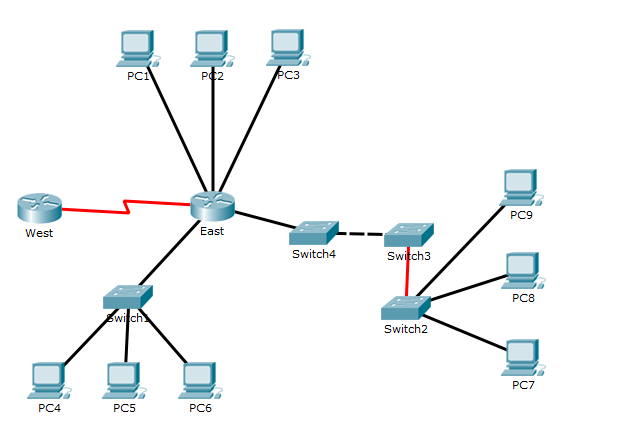 PC1
PC2
PC3
PC9
West
East
Switch4
Switch3
PC8
Switch1
Switch2
PC7
PC4
PC5
PC6